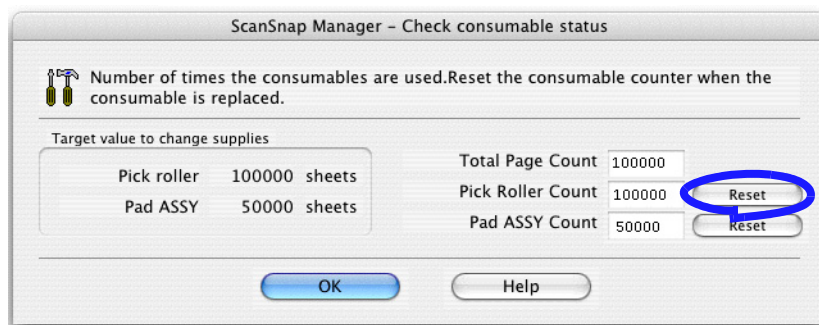 ScanSnap Manager – Check consumable status
Number of times the consumables are used.Reset the consumable counter when the
consumable is replaced.
Target value to change supplies
Pick roller 100000 sheets
Pad ASSY 50000 sheets
Total Page Count 100000
Pick Roller Count 100000 Reset
Pad ASSY Count 50000 Reset
OK Help